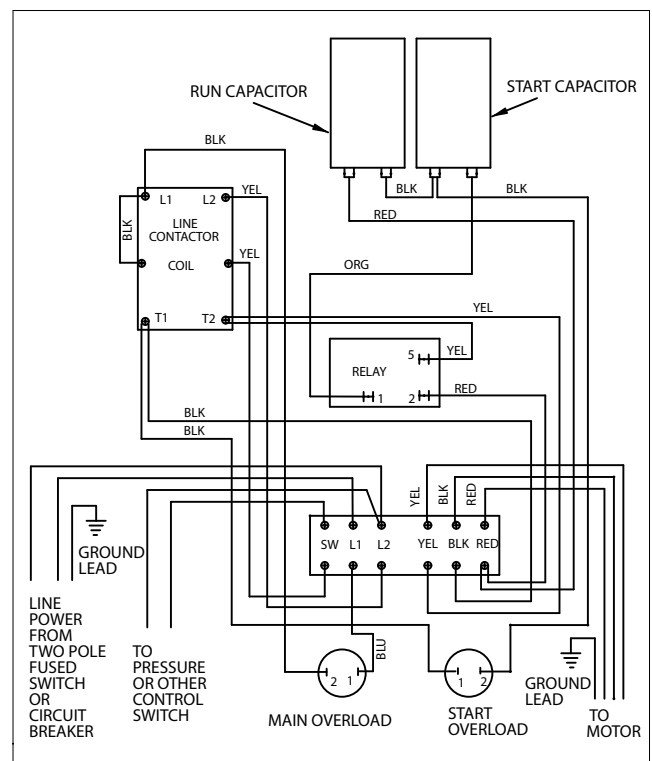 RUN CAPACITOR
START CAPACITOR
BLK
BLK
BLK
RED
L1
L2
YEL
LINE
CONTACTOR
BLK
COIL
YEL
ORG
T1
T2
YEL
5
YEL
RELAY
RED
1
2
BLK
BLK
YEL
BLK
RED
SW
L1
L2
YEL
BLK
RED
GROUND
LEAD
LINE
POWER
FROM
TWO POLE
FUSED
SWITCH
OR
CIRCUIT
BREAKER
TO
PRESSURE
OR OTHER
CONTROL
SWITCH
BLU
2
1
MAIN OVERLOAD
1
2
START
OVERLOAD
GROUND
LEAD
TO
MOTOR